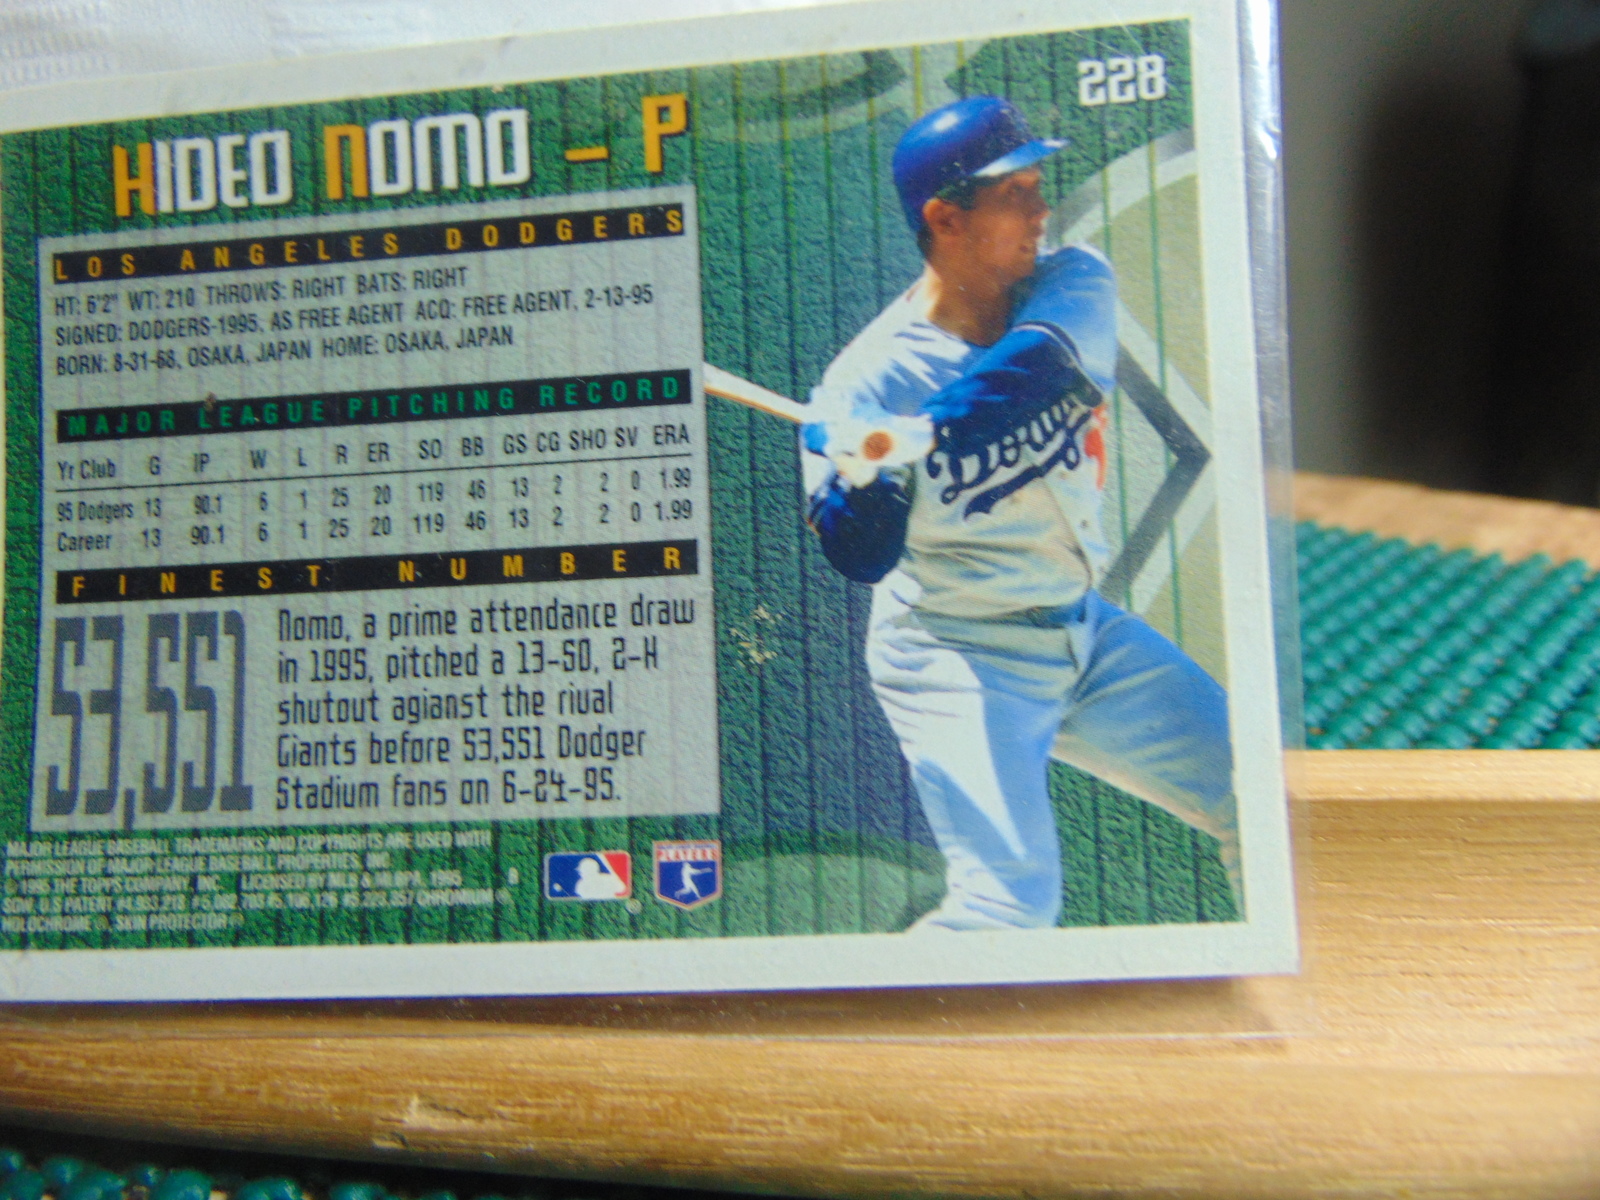 228
HIDEO NOMO - P
LOS ANGELES DODGERS
HT: 6'2" WT: 210 THROWS: RIGHT BATS: RIGHT
SIGNED: DODGERS-1995, AS FREE AGENT ACQ: FREE AGENT, 2-13-95
BORN: 8-31-68, OSAKA, JAPAN HOME: OSAKA, JAPAN
MAJOR LEAGUE PITCHING RECORD
Yr Club G IP W L R ER SO BB GS CG SHO SV ERA
95 Dodgers 13 90.1 6 1 25 20 119 46 13 2 2 0 1.99
Career 13 90.1 6 1 25 20 119 46 13 2 2 0 1.99
FINEST NUMBER
53,551
Nomo, a prime attendance draw
in 1995, pitched a 13-SO, 2-H
shutout agianst the rival
Giants before 53,551 Dodger
Stadium fans on 6-24-95.
Dodgers
MAJOR LEAGUE BASEBALL TRADEMARKS AND COPYRIGHTS ARE USED WITH
PERMISSION OF MAJOR LEAGUE BASEBALL PROPERTIES, INC.
© 1995 THE TOPPS COMPANY, INC. LICENSED BY MLB & MLBPA, 1995
U.S PATENT #4,933,218 CHROMIUM ®
HOLOCHROME ®, SKIN PROTECTOR
PLAYERS